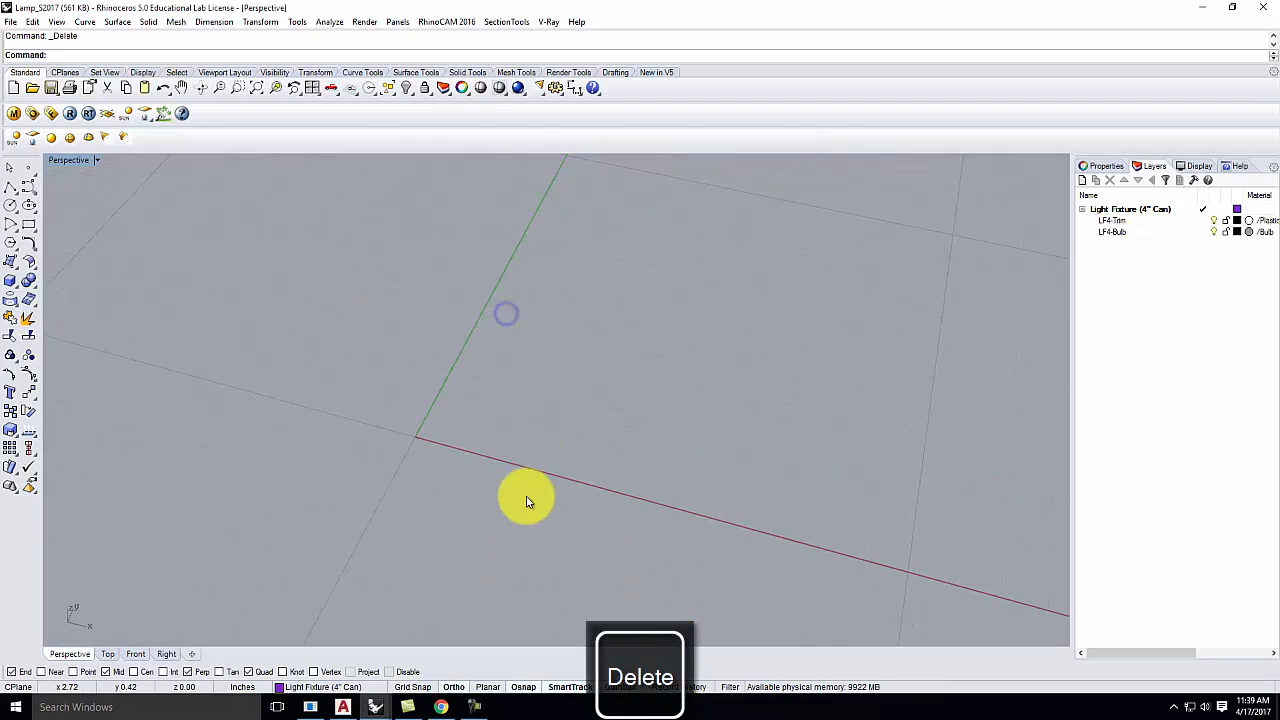 Lamp_S2017 (561 KB) - Rhinoceros 5.0 Educational Lab License - [Perspective]
File Edit View Curve Surface Solid Mesh Dimension Transform Tools Analyze Render Panels RhinoCAM 2016 SectionTools V-Ray Help
Command: _Delete
Command:
Standard CPlanes Set View Display Select Viewport Layout Visibility Transform Curve Tools Surface Tools Solid Tools Mesh Tools Render Tools Drafting New in V5
Perspective
Properties Layers Display Help
Name Material
Light Fixture (4" Can)
LF4-Trim /Plastic
LF4-Bulb /Bulb
z y
x
Delete
Perspective Top Front Right
End Near Point Mid Cen Int Perp Tan Quad Knot Vertex Project Disable
CPlane x 2.72 y 0.42 z 0.00 Inches Light Fixture (4" Can) Grid Snap Ortho Planar Osnap SmartTrack Filter Available physical memory: 9922 MB
Search Windows
11:39 AM
4/17/2017